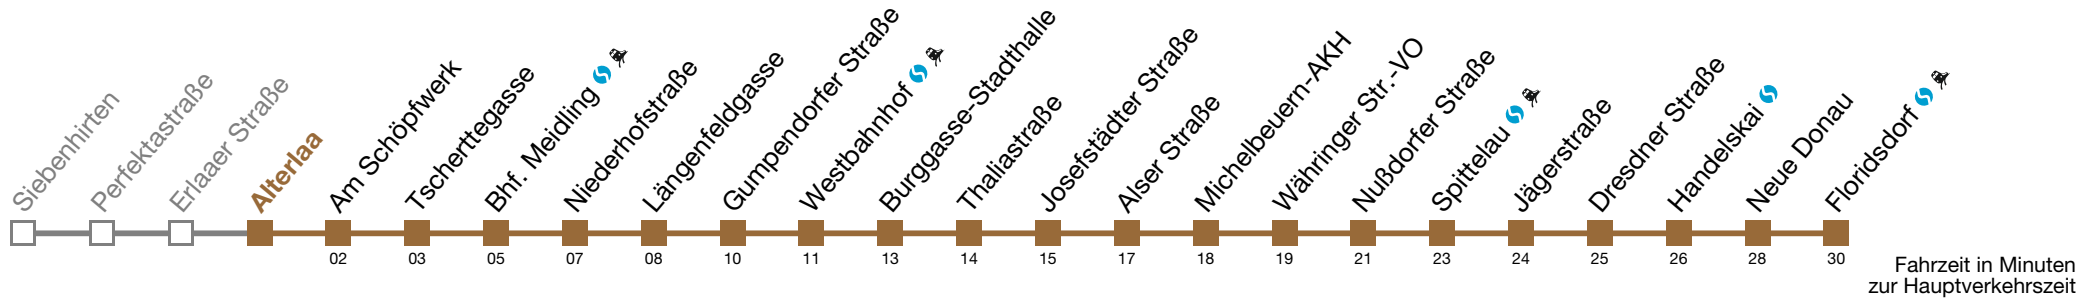 Siebenhirten
Perfektastraße
Erlaaer Straße
Alterlaa
Am Schöpfwerk
Tscherttegasse
Bhf. Meidling
Niederhofstraße
Längenfeldgasse
Gumpendorfer Straße
Westbahnhof
Burggasse-Stadthalle
Thaliastraße
Josefstädter Straße
Alser Straße
Michelbeuern-AKH
Währinger Str.-VO
Nußdorfer Straße
Spittelau
Jägerstraße
Dresdner Straße
Handelskai
Neue Donau
Floridsdorf
02 03 05 07 08 10 11 13 14 15 17 18 19 21 23 24 25 26 28 30
Fahrzeit in Minuten
zur Hauptverkehrszeit